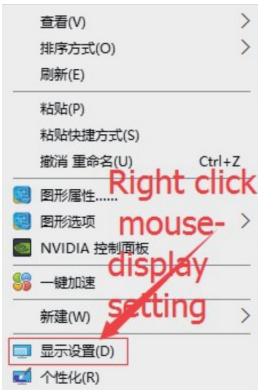 查看(V)
排序方式(O)
刷新(E)
粘贴(P)
粘贴快捷方式(S)
撤消 重命名(U) Ctrl+Z
图形属性......
图形选项
NVIDIA 控制面板
一键加速
新建(W)
显示设置(D)
个性化(R)
Right click
mouse-
display
setting